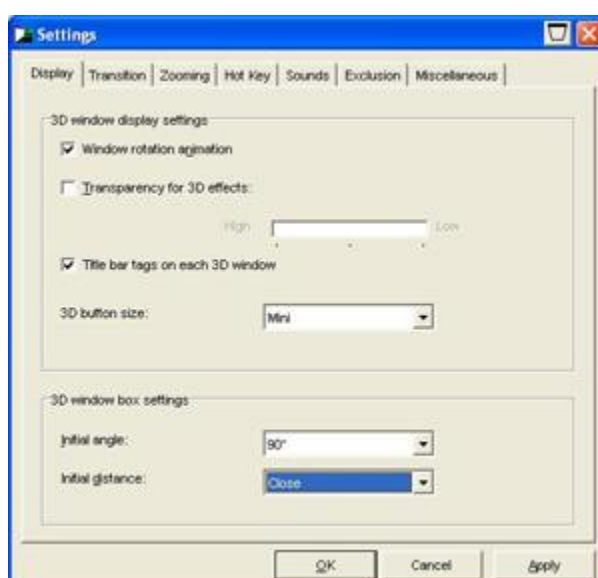 Settings
Display Transition Zooming Hot Key Sounds Exclusion Miscellaneous
3D window display settings
Window rotation animation
Transparency for 3D effects:
High Low
Title bar tags on each 3D window
3D button size: Mini
3D window box settings
Initial angle: 90°
Initial distance: Close
OK Cancel Apply